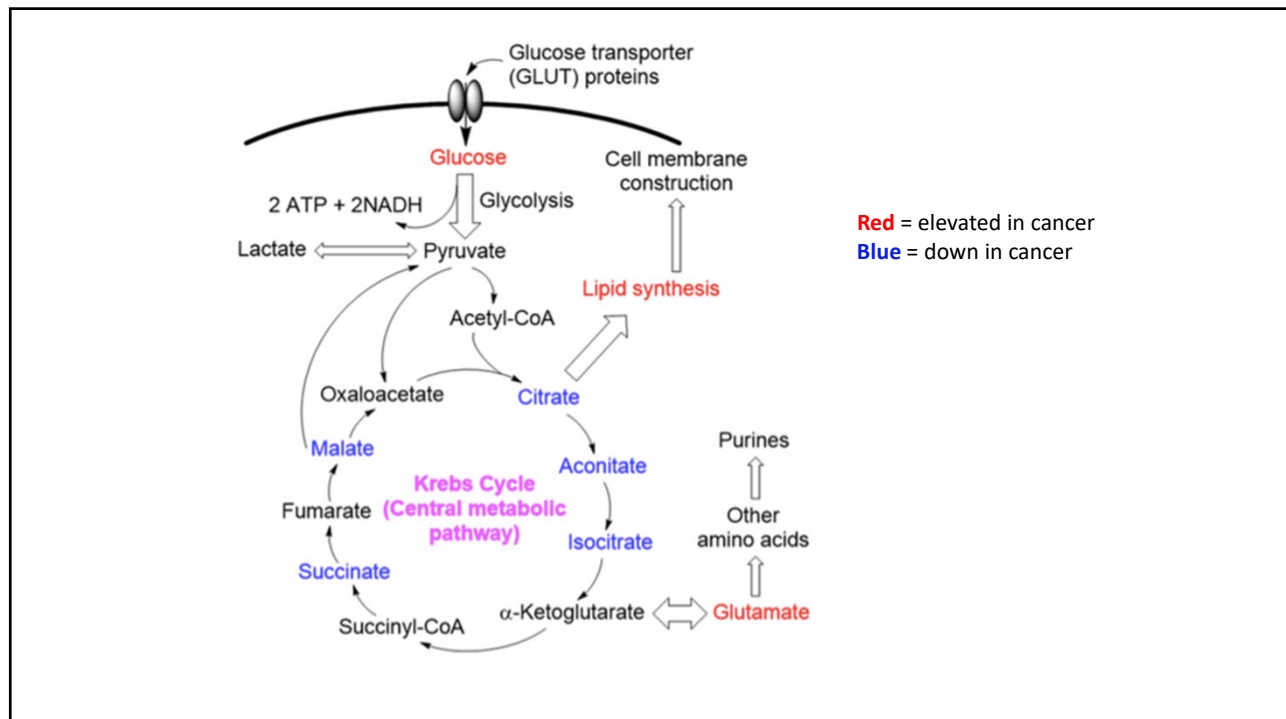 Glucose transporter
(GLUT) proteins
Glucose
Cell membrane
construction
2 ATP + 2NADH
Glycolysis
Red = elevated in cancer
Blue = down in cancer
Lactate
Pyruvate
Lipid synthesis
Acetyl-CoA
Oxaloacetate
Citrate
Malate
Aconitate
Purines
Krebs Cycle
(Central metabolic
pathway)
Fumarate
Isocitrate
Other
amino acids
Succinate
α-Ketoglutarate
Glutamate
Succinyl-CoA